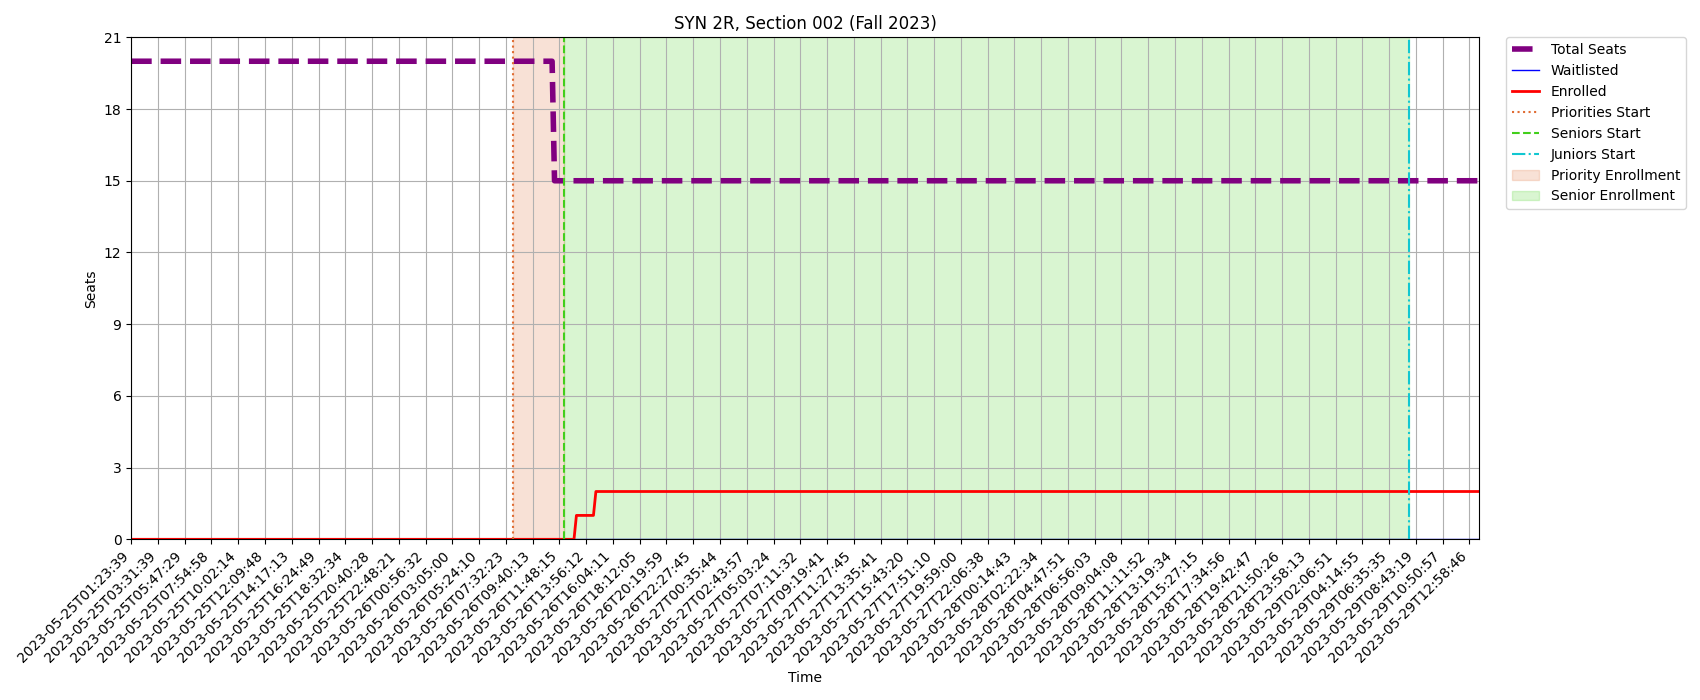 SYN 2R, Section 002 (Fall 2023)
21
18
15
12
9
6
3
0
Seats
2023-05-25T01:23:39
2023-05-25T03:31:39
2023-05-25T05:47:29
2023-05-25T07:54:58
2023-05-25T10:02:14
2023-05-25T12:09:48
2023-05-25T14:17:13
2023-05-25T16:24:49
2023-05-25T18:32:34
2023-05-25T20:40:28
2023-05-25T22:48:21
2023-05-26T00:56:32
2023-05-26T03:05:00
2023-05-26T05:24:10
2023-05-26T07:32:23
2023-05-26T09:40:13
2023-05-26T11:48:15
2023-05-26T13:56:12
2023-05-26T16:04:11
2023-05-26T18:12:05
2023-05-26T20:19:59
2023-05-26T22:27:45
2023-05-27T00:35:44
2023-05-27T02:43:57
2023-05-27T05:03:24
2023-05-27T07:11:32
2023-05-27T09:19:41
2023-05-27T11:27:45
2023-05-27T13:35:41
2023-05-27T15:43:20
2023-05-27T17:51:10
2023-05-27T19:59:00
2023-05-27T22:06:38
2023-05-28T00:14:43
2023-05-28T02:22:34
2023-05-28T04:47:51
2023-05-28T06:56:03
2023-05-28T09:04:08
2023-05-28T11:11:52
2023-05-28T13:19:34
2023-05-28T15:27:15
2023-05-28T17:34:56
2023-05-28T19:42:47
2023-05-28T21:50:26
2023-05-28T23:58:13
2023-05-29T02:06:51
2023-05-29T04:14:55
2023-05-29T06:35:35
2023-05-29T08:43:19
2023-05-29T10:50:57
2023-05-29T12:58:46
Time
Total Seats
Waitlisted
Enrolled
Priorities Start
Seniors Start
Juniors Start
Priority Enrollment
Senior Enrollment